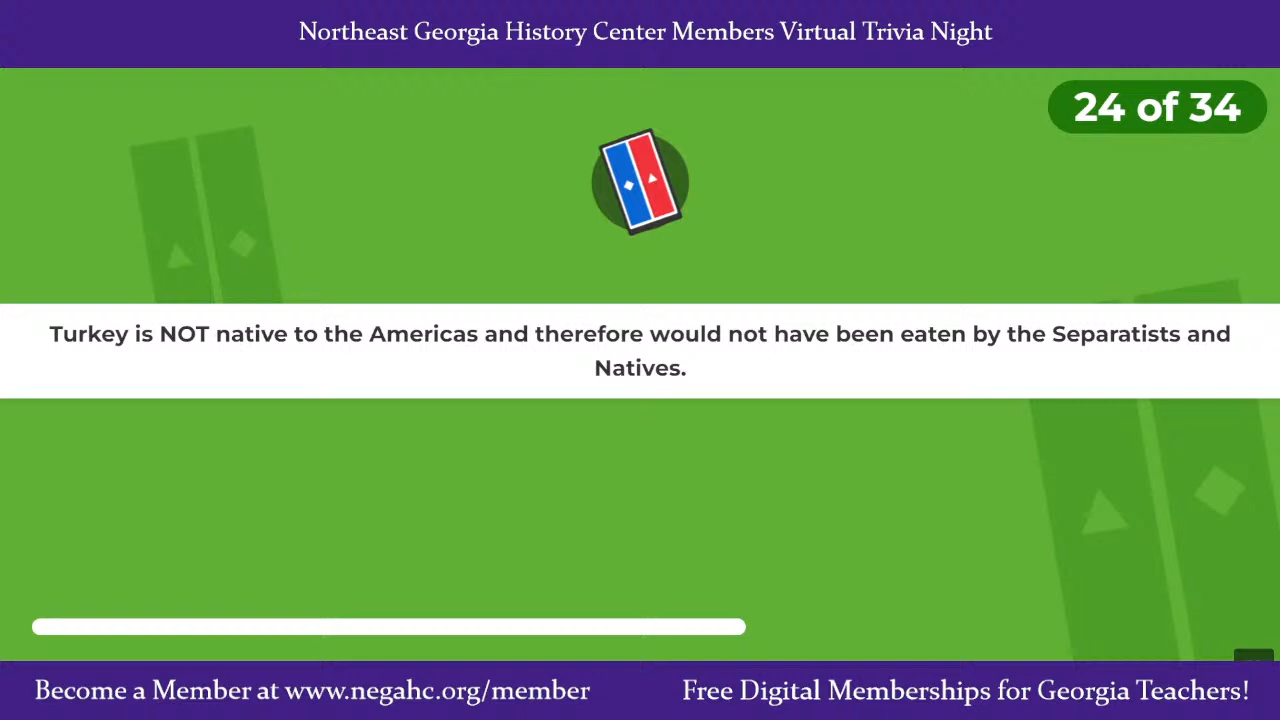 Northeast Georgia History Center Members Virtual Trivia Night
24 of 34
Turkey is NOT native to the Americas and therefore would not have been eaten by the Separatists and
Natives.
Become a Member at www.negahc.org/member
Free Digital Memberships for Georgia Teachers!